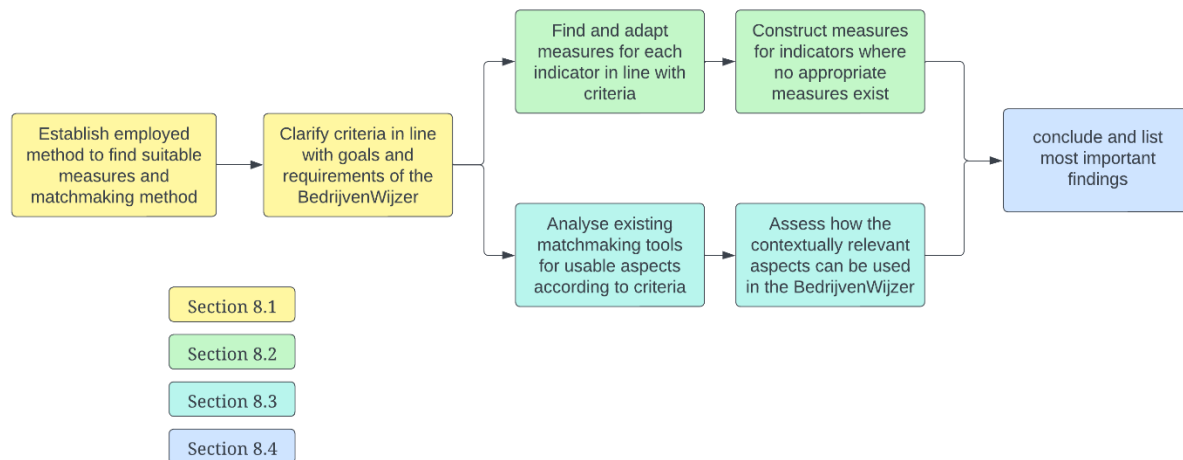 Establish employed
method to find suitable
measures and
matchmaking method
Clarify criteria in line
with goals and
requirements of the
BedrijvenWijzer
Find and adapt
measures for each
indicator in line with
criteria
Construct measures
for indicators where
no appropriate
measures exist
Analyse existing
matchmaking tools
for usable aspects
according to criteria
Assess how the
contextually relevant
aspects can be used
in the BedrijvenWijzer
conclude and list
most important
findings
Section 8.1
Section 8.2
Section 8.3
Section 8.4